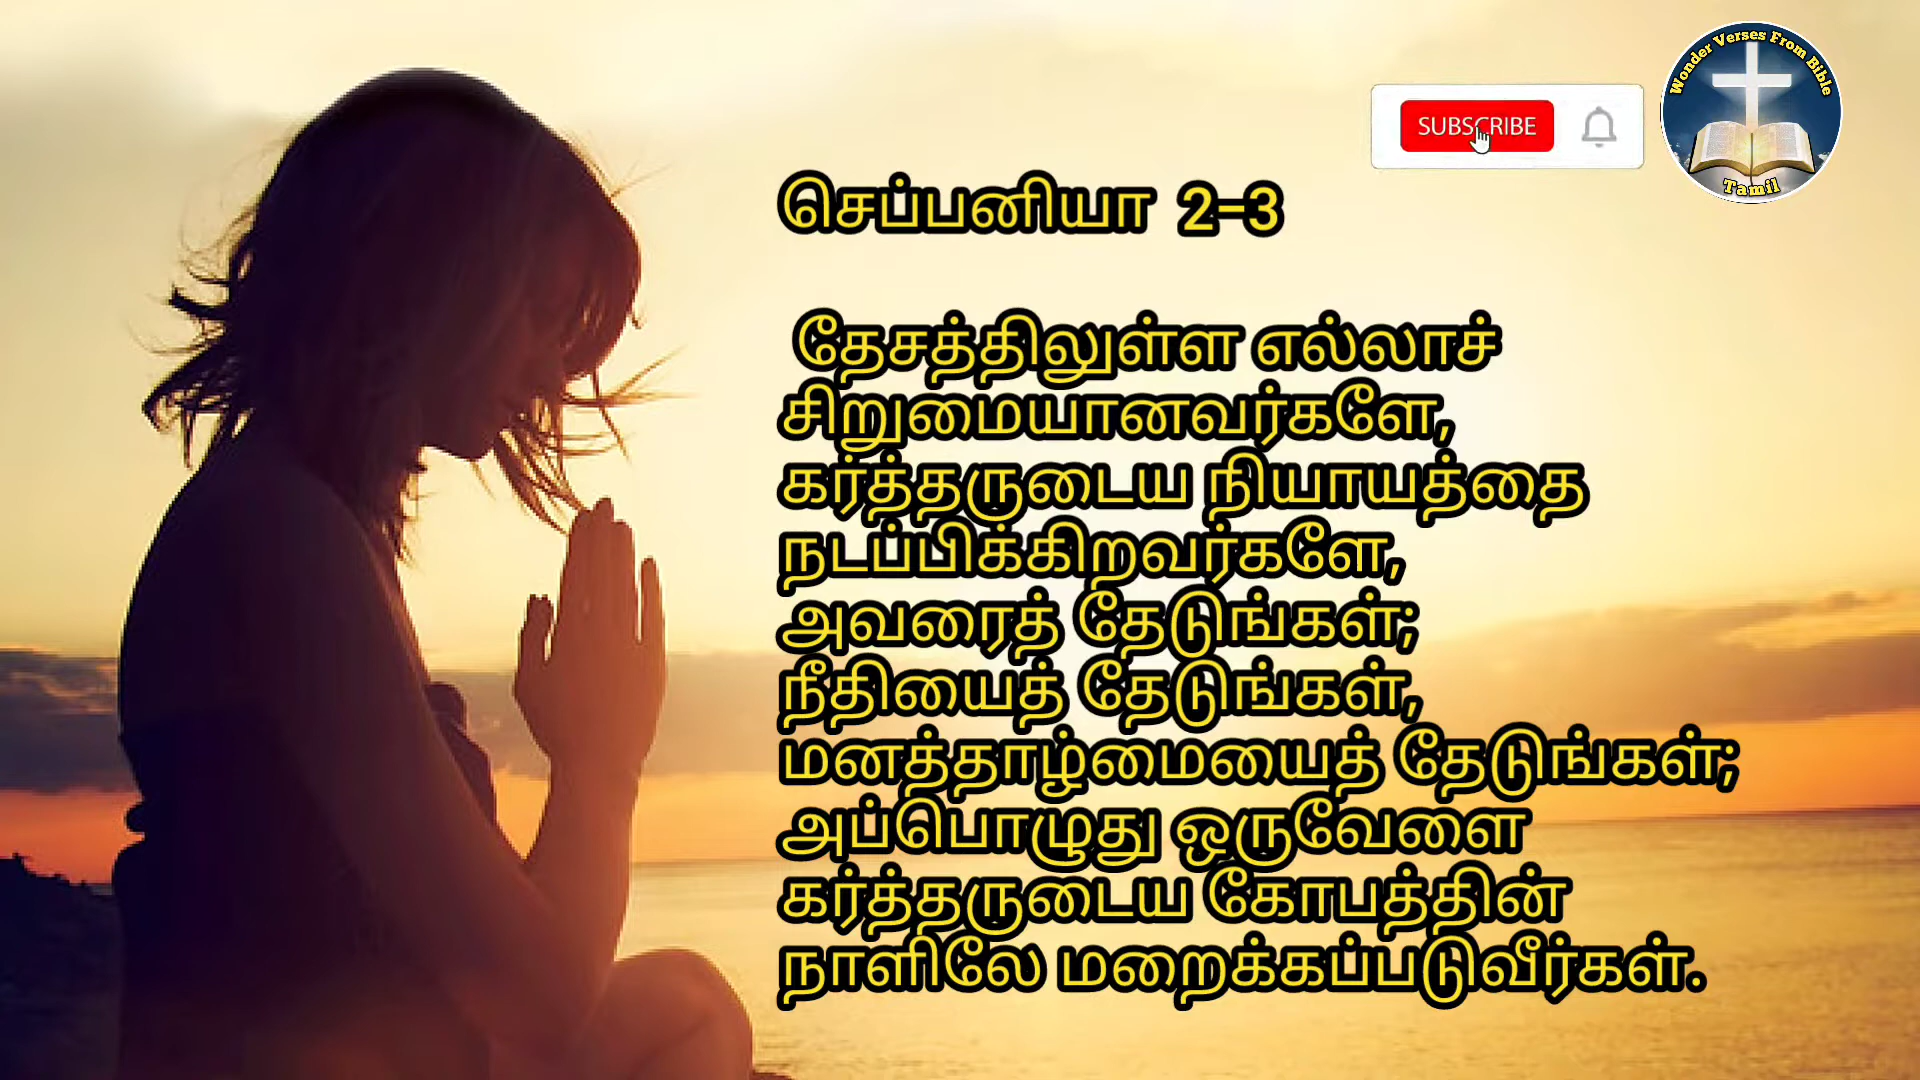 Wonder Verses From Bible
Tamil
SUBSCRIBE
செப்பனியா 2-3
தேசத்திலுள்ள எல்லாச்
சிறுமையானவர்களே,
கர்த்தருடைய நியாயத்தை
நடப்பிக்கிறவர்களே,
அவரைத் தேடுங்கள்;
நீதியைத் தேடுங்கள்,
மனத்தாழ்மையைத் தேடுங்கள்;
அப்பொழுது ஒருவேளை
கர்த்தருடைய கோபத்தின்
நாளிலே மறைக்கப்படுவீர்கள்.